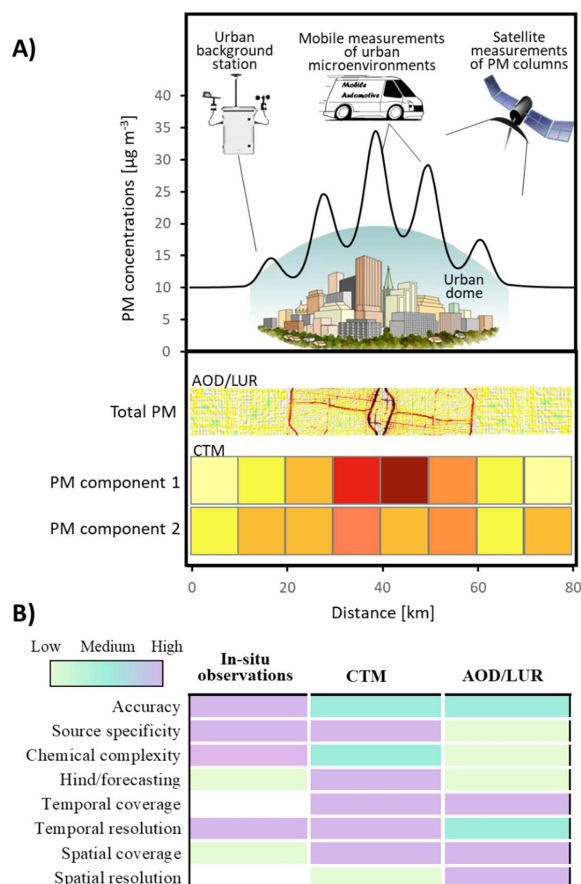 A)
Urban
background
station
Mobile measurements
of urban
microenvironments
Satellite
measurements
of PM columns
Mobile
Automotive
PM concentrations [µg m-3]
40
35
30
25
20
15
10
5
0
Urban
dome
AOD/LUR
Total PM
CTM
PM component 1
PM component 2
0 20 40 60 80
Distance [km]
B)
Low Medium High
In-situ
observations
CTM
AOD/LUR
Accuracy
Source specificity
Chemical complexity
Hind/forecasting
Temporal coverage
Temporal resolution
Spatial coverage
Spatial resolution